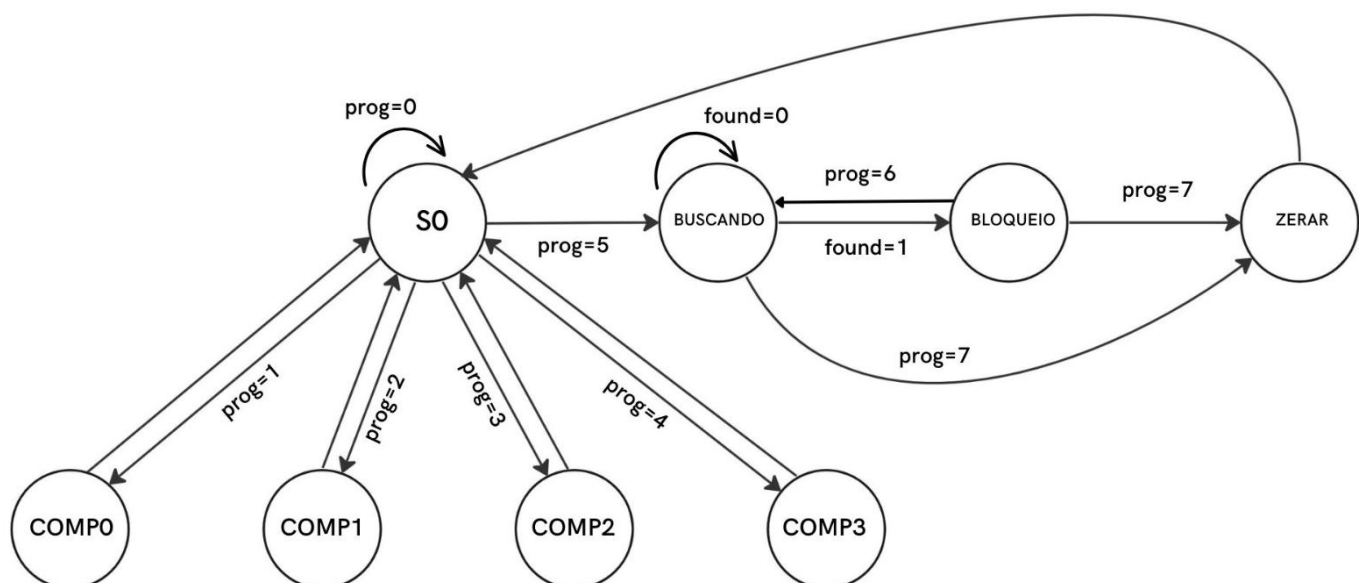 prog=0
found=0
prog=6
prog=7
S0
BUSCANDO
BLOQUEIO
ZERAR
prog=5
found=1
prog=7
prog=1
prog=2
prog=3
prog=4
COMP0
COMP1
COMP2
COMP3